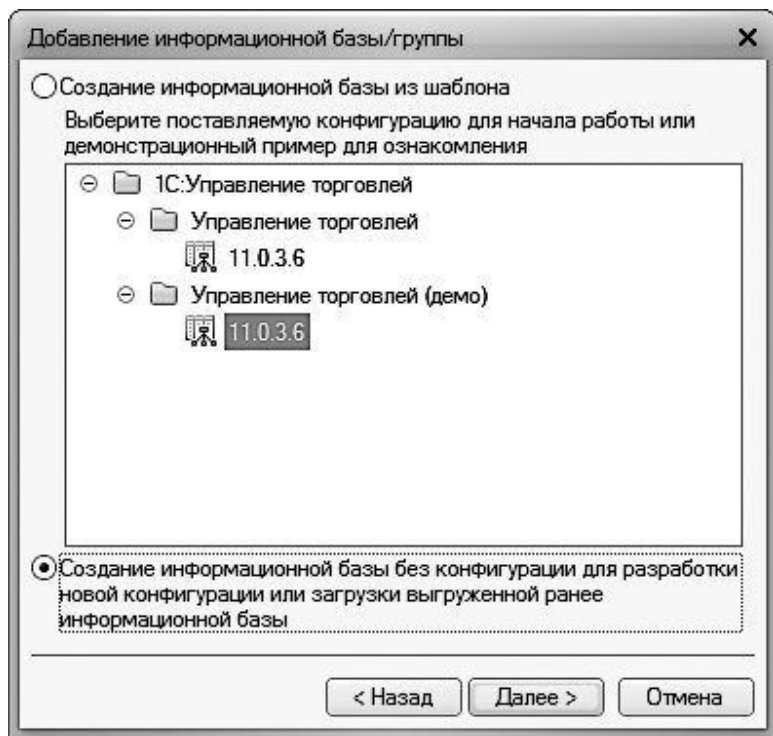 Добавление информационной базы/группы
Создание информационной базы из шаблона
Выберите поставляемую конфигурацию для начала работы или
демонстрационный пример для ознакомления
1С:Управление торговлей
Управление торговлей
11.0.3.6
Управление торговлей (демо)
11.0.3.6
Создание информационной базы без конфигурации для разработки
новой конфигурации или загрузки выгруженной ранее
информационной базы
< Назад Далее > Отмена